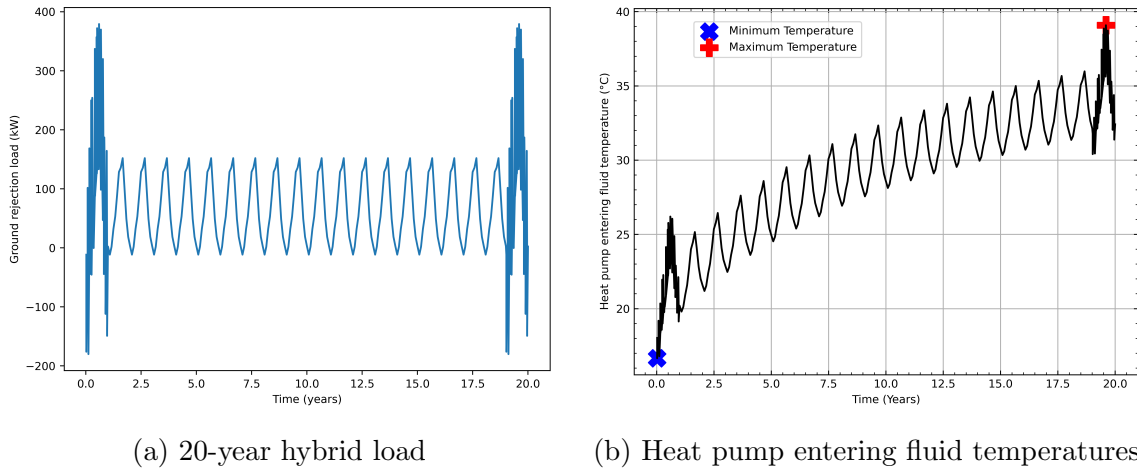 400
300
200
100
0
−100
−200
Ground rejection load (kW)
0.0 2.5 5.0 7.5 10.0 12.5 15.0 17.5 20.0
Time (years)
(a) 20-year hybrid load
40
35
30
25
20
Heat pump entering fluid temperature (°C)
Minimum Temperature
Maximum Temperature
0.0 2.5 5.0 7.5 10.0 12.5 15.0 17.5 20.0
Time (Years)
(b) Heat pump entering fluid temperatures